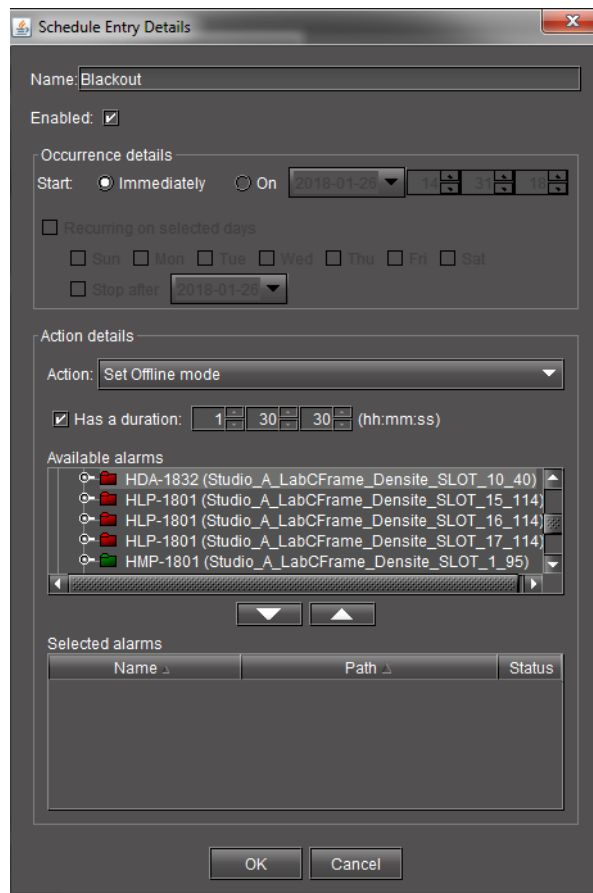 Schedule Entry Details
Name: Blackout
Enabled:
Occurrence details
Start: Immediately On 2018-01-26 14 31 18
Recurring on selected days
Sun Mon Tue Wed Thu Fri Sat
Stop after 2018-01-26
Action details
Action: Set Offline mode
Has a duration: 1 30 30 (hh:mm:ss)
Available alarms
HDA-1832 (Studio_A_LabCFrame_Densite_SLOT_10_40)
HLP-1801 (Studio_A_LabCFrame_Densite_SLOT_15_114)
HLP-1801 (Studio_A_LabCFrame_Densite_SLOT_16_114)
HLP-1801 (Studio_A_LabCFrame_Densite_SLOT_17_114)
HMP-1801 (Studio_A_LabCFrame_Densite_SLOT_1_95)
Selected alarms
Name Path Status
OK Cancel